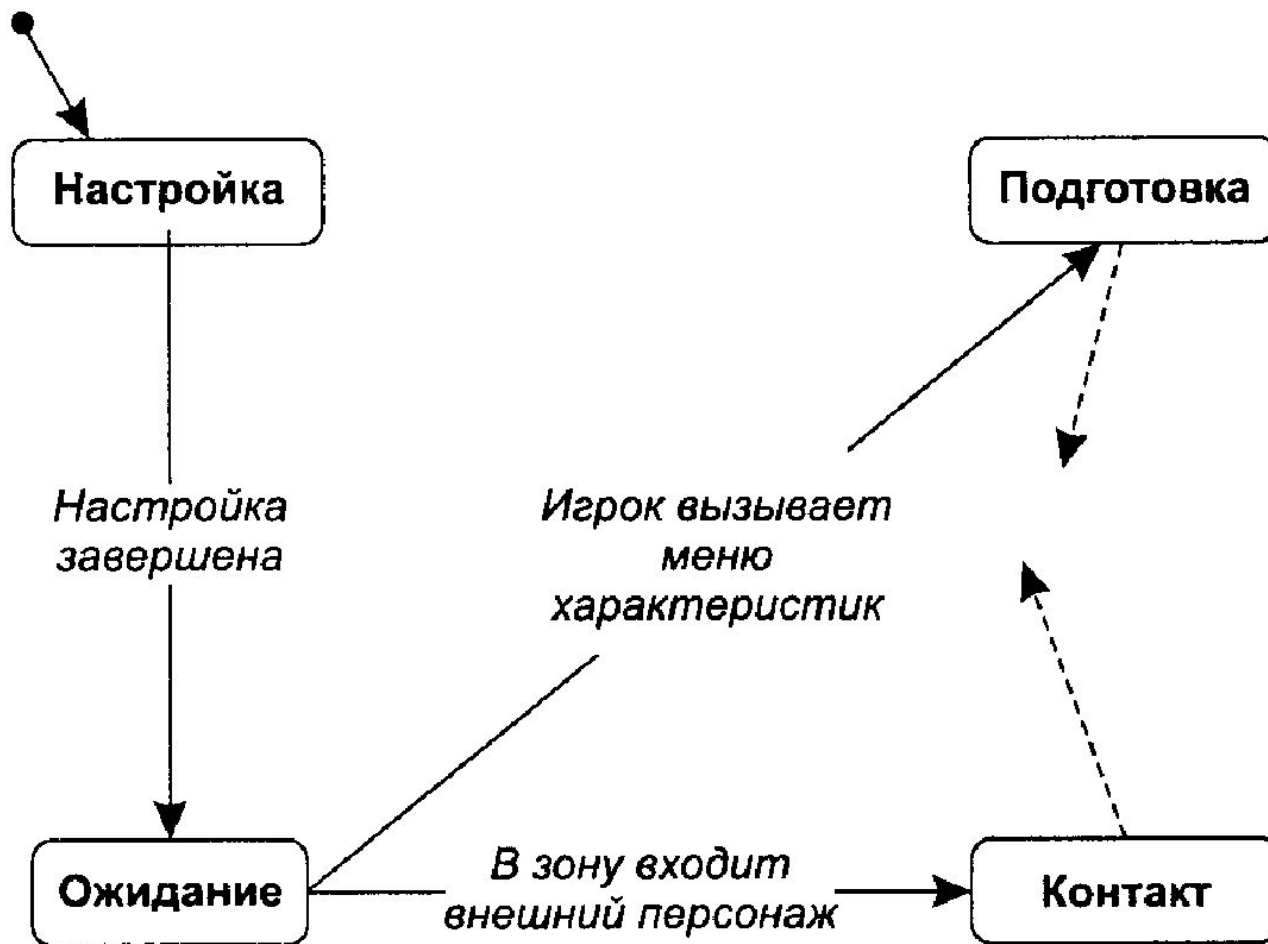 Настройка
Подготовка
Настройка
завершена
Игрок вызывает
меню
характеристик
Ожидание
В зону входит
внешний персонаж
Контакт